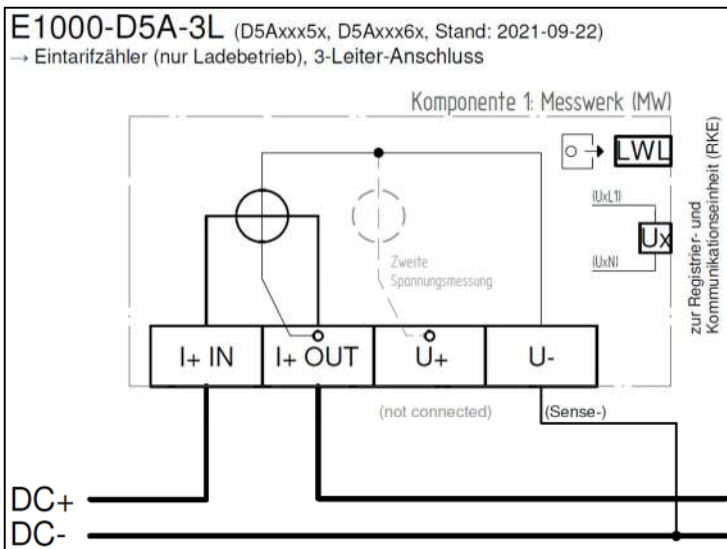 E1000-D5A-3L (D5Axxx5x, D5Axxx6x, Stand: 2021-09-22)
→ Eintarifzähler (nur Ladebetrieb), 3-Leiter-Anschluss
Komponente 1: Messwerk (MW)
LWL
(UxL1)
Ux
(UxN)
zur Registrier- und
Kommunikationseinheit (RKE)
Zweite
Spannungsmessung
I+ IN
I+ OUT
U+
U-
(not connected)
(Sense-)
DC+
DC-